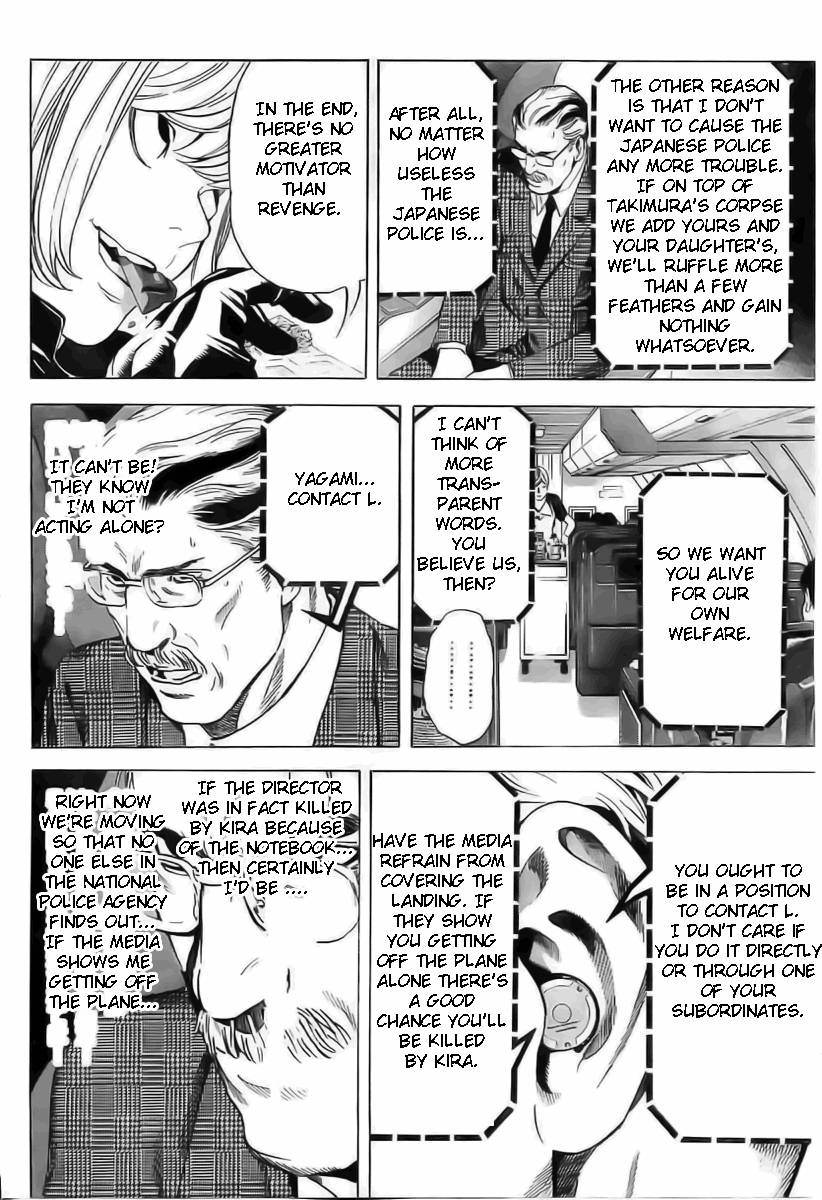 THE OTHER REASON
IS THAT I DON'T
WANT TO CAUSE THE
JAPANESE POLICE
ANY MORE TROUBLE.
IF ON TOP OF
TAKIMURA'S CORPSE
WE ADD YOURS AND
YOUR DAUGHTER'S,
WE'LL RUFFLE MORE
THAN A FEW
FEATHERS AND GAIN
NOTHING
WHATSOEVER.
AFTER ALL,
NO MATTER
HOW
USELESS
THE
JAPANESE
POLICE IS...
IN THE END,
THERE'S NO
GREATER
MOTIVATOR
THAN
REVENGE.
SO WE WANT
YOU ALIVE
FOR OUR
OWN
WELFARE.
I CAN'T
THINK OF
MORE
TRANS-
PARENT
WORDS.
YOU
BELIEVE US,
THEN?
YAGAMI...
CONTACT L.
IT CAN'T BE!
THEY KNOW
I'M NOT
ACTING ALONE?
YOU OUGHT TO
BE IN A POSITION
TO CONTACT L.
I DON'T CARE IF
YOU DO IT DIRECTLY
OR THROUGH ONE
OF YOUR
SUBORDINATES.
HAVE THE MEDIA
REFRAIN FROM
COVERING THE
LANDING. IF
THEY SHOW
YOU GETTING
OFF THE PLANE
ALONE THERE'S
A GOOD
CHANCE YOU'LL
BE KILLED
BY KIRA.
IF THE DIRECTOR
WAS IN FACT KILLED
BY KIRA BECAUSE
OF THE NOTEBOOK...
THEN CERTAINLY
I'D BE ....
RIGHT NOW
WE'RE MOVING
SO THAT NO
ONE ELSE IN
THE NATIONAL
POLICE AGENCY
FINDS OUT...
IF THE MEDIA
SHOWS ME
GETTING OFF
THE PLANE...